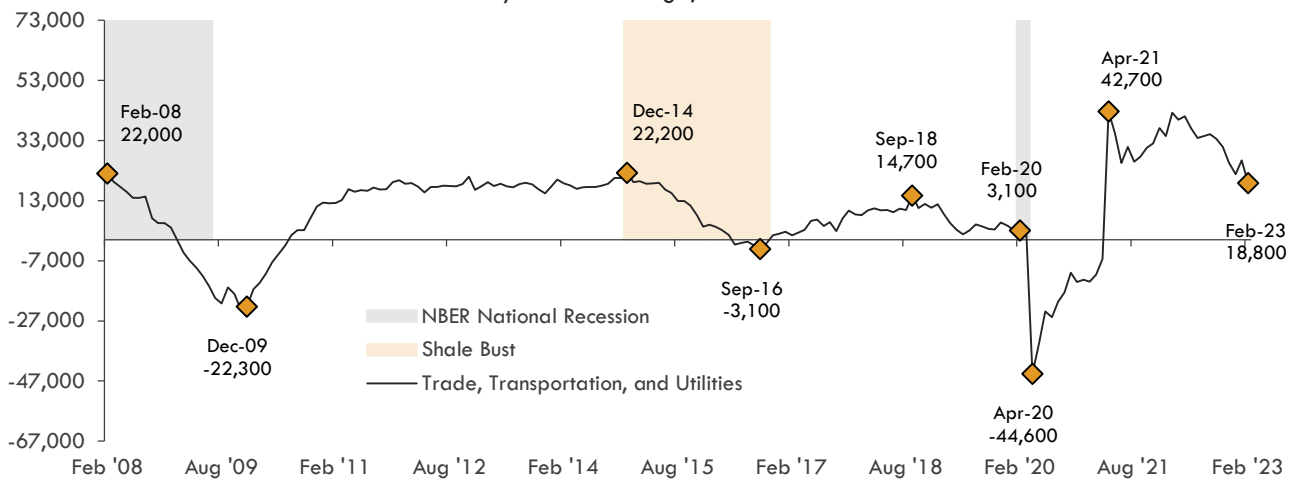 73,000
53,000
33,000
13,000
-7,000
-27,000
-47,000
-67,000
Feb-08
22,000
Dec-09
-22,300
Dec-14
22,200
Sep-16
-3,100
Sep-18
14,700
Feb-20
3,100
Apr-20
-44,600
Apr-21
42,700
Feb-23
18,800
NBER National Recession
Shale Bust
Trade, Transportation, and Utilities
Feb '08
Aug '09
Feb '11
Aug '12
Feb '14
Aug '15
Feb '17
Aug '18
Feb '20
Aug '21
Feb '23